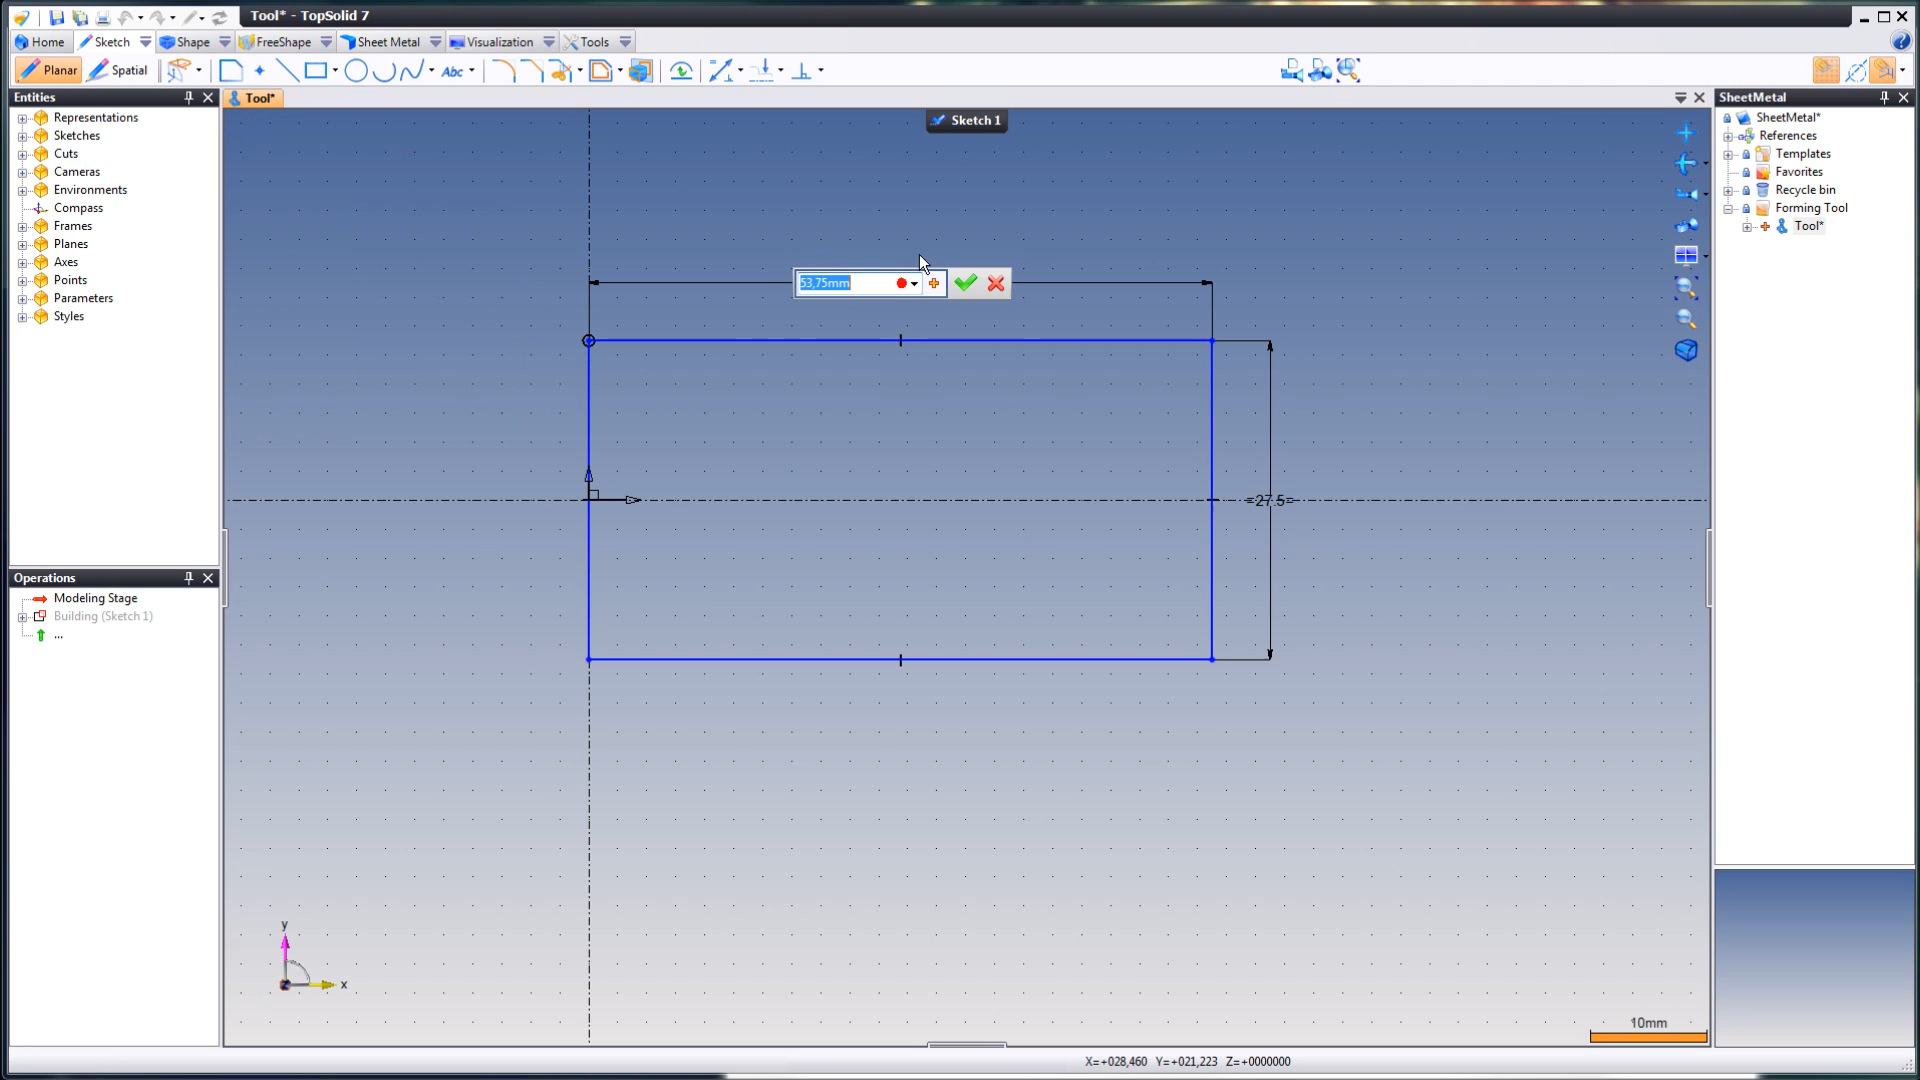 Tool* - TopSolid 7
Home
Sketch
Shape
FreeShape
Sheet Metal
Visualization
Tools
Planar
Spatial
Abc
Entities
Tool*
SheetMetal
Representations
Sketches
Cuts
Cameras
Environments
Compass
Frames
Planes
Axes
Points
Parameters
Styles
Sketch 1
SheetMetal*
References
Templates
Favorites
Recycle bin
Forming Tool
Tool*
53,75mm
=27.5=
Operations
Modeling Stage
Building (Sketch 1)
...
y
x
10mm
X=+028,460 Y=+021,223 Z=+0000000